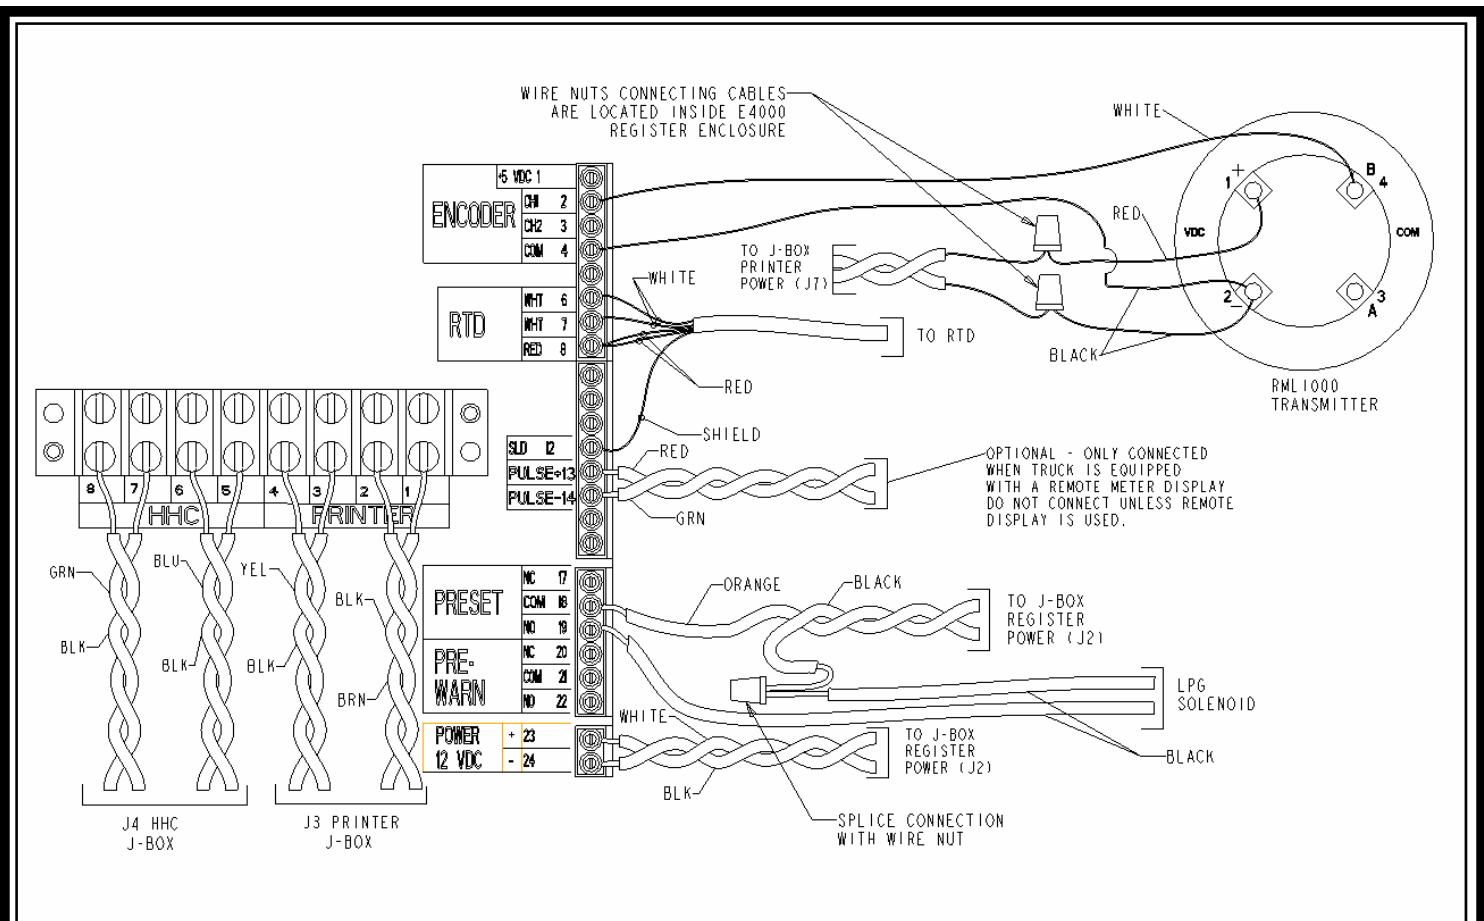 WIRE NUTS CONNECTING CABLES
ARE LOCATED INSIDE E4000
REGISTER ENCLOSURE
WHITE
+
1
B
4
RED
VDC
COM
2
-
3
A
BLACK
RML1000
TRANSMITTER
ENCODER
+5 VDC 1
CH1 2
CH2 3
COM 4
TO J-BOX
PRINTER
POWER (J7)
WHITE
RTD
WHT 6
WHT 7
RED 8
TO RTD
RED
SHIELD
SLD 12
PULSE+13
PULSE-14
RED
GRN
OPTIONAL - ONLY CONNECTED
WHEN TRUCK IS EQUIPPED
WITH A REMOTE METER DISPLAY
DO NOT CONNECT UNLESS REMOTE
DISPLAY IS USED.
8 7 6 5 4 3 2 1
HHC PRINTER
GRN
BLK
BLU
BLK
YEL
BLK
BLK
BRN
J4 HHC
J-BOX
J3 PRINTER
J-BOX
PRESET
NC 17
COM 18
NO 19
PRE-
WARN
NC 20
COM 21
NO 22
POWER
12 VDC
+ 23
- 24
ORANGE
BLACK
TO J-BOX
REGISTER
POWER (J2)
LPG
SOLENOID
BLACK
WHITE
BLK
TO J-BOX
REGISTER
POWER (J2)
SPLICE CONNECTION
WITH WIRE NUT